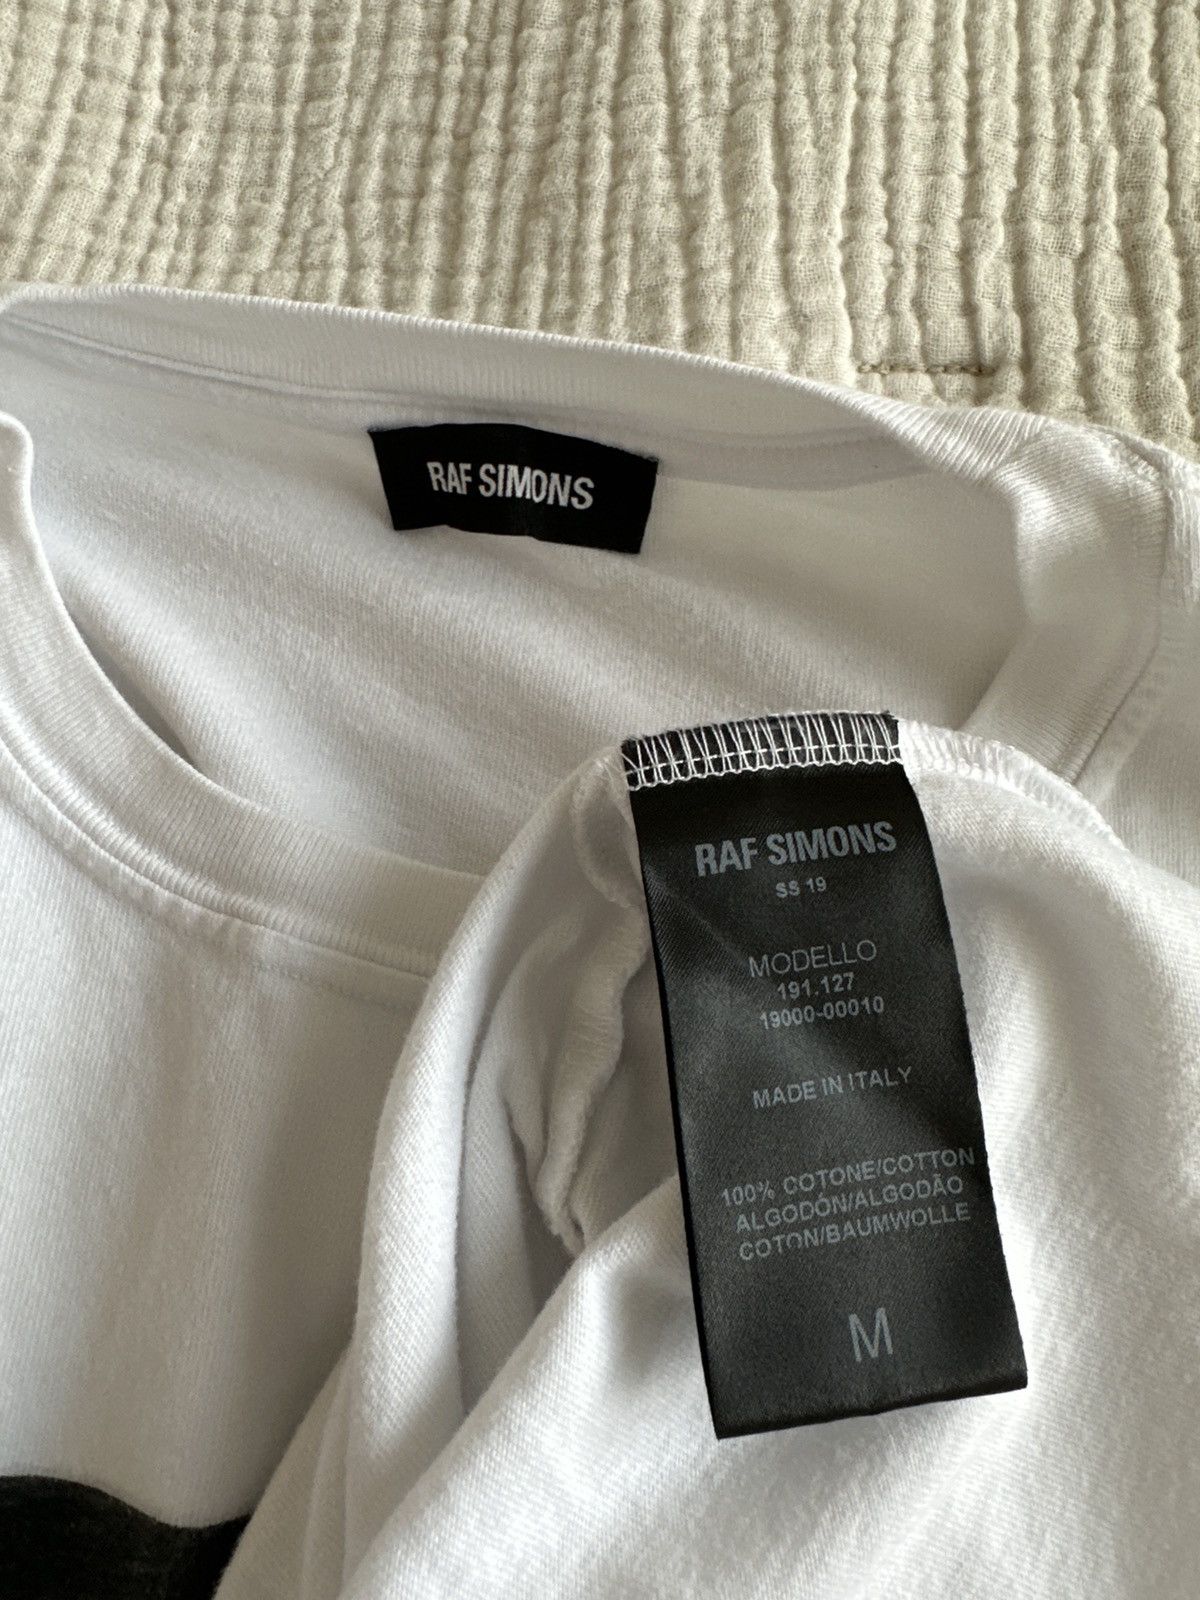 RAF SIMONS
RAF SIMONS
SS 19
MODELLO
191.127
19000-00010
MADE IN ITALY
100% COTONE/COTTON
ALGODÓN/ALGODÃO
COTON/BAUMWOLLE
M